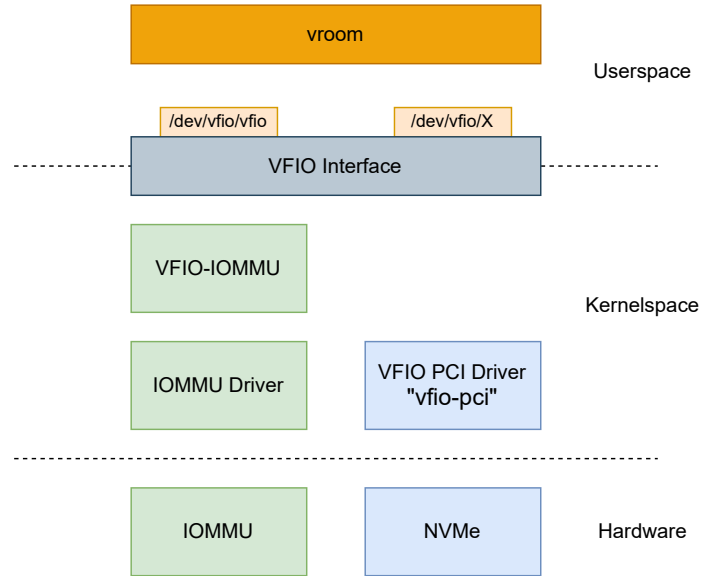 vroom
Userspace
/dev/vfio/vfio
/dev/vfio/X
VFIO Interface
VFIO-IOMMU
Kernelspace
IOMMU Driver
VFIO PCI Driver
"vfio-pci"
IOMMU
NVMe
Hardware